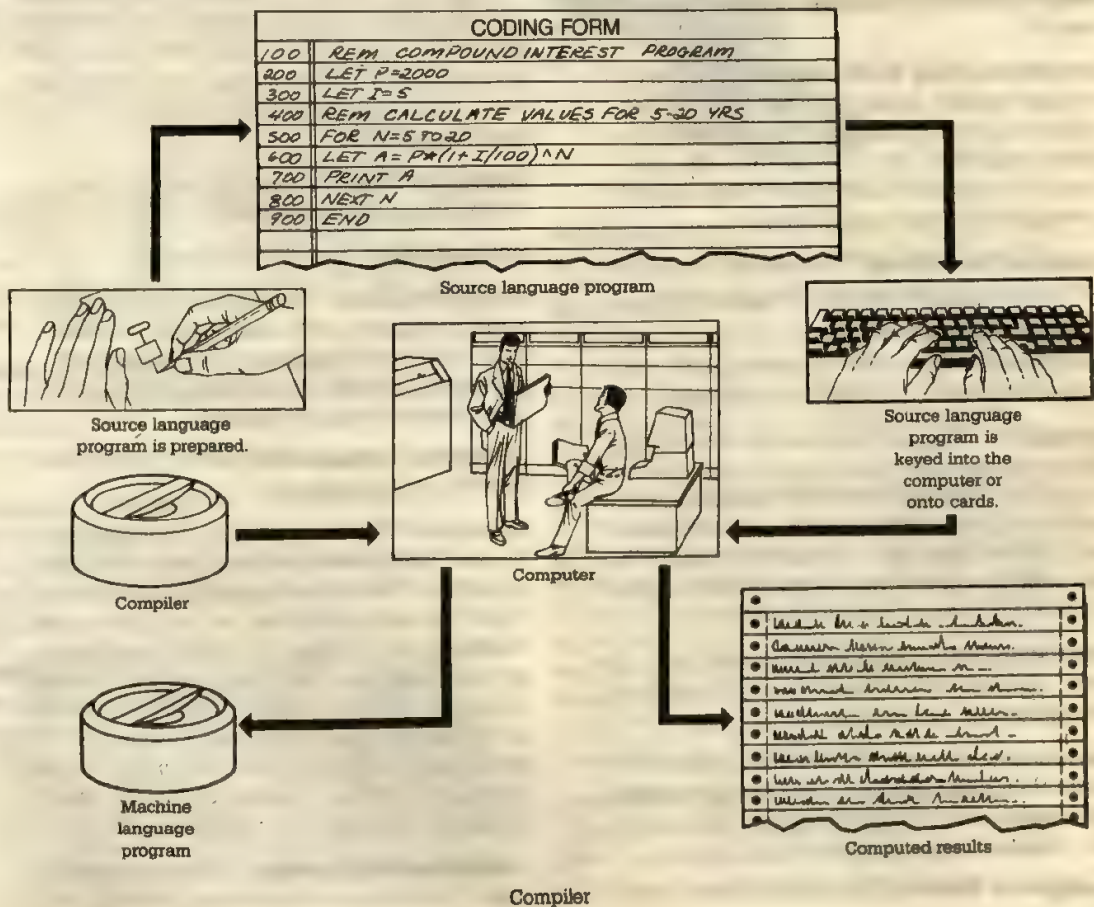 CODING FORM
100 REM COMPOUND INTEREST PROGRAM
200 LET P=2000
300 LET I=5
400 REM CALCULATE VALUES FOR 5-20 YRS
500 FOR N=5 TO 20
600 LET A=P*(1+I/100)^N
700 PRINT A
800 NEXT N
900 END
Source language program
Source language
program is prepared.
Source language
program is
keyed into the
computer or
onto cards.
Compiler
Computer
Machine
language
program
Computed results
Compiler